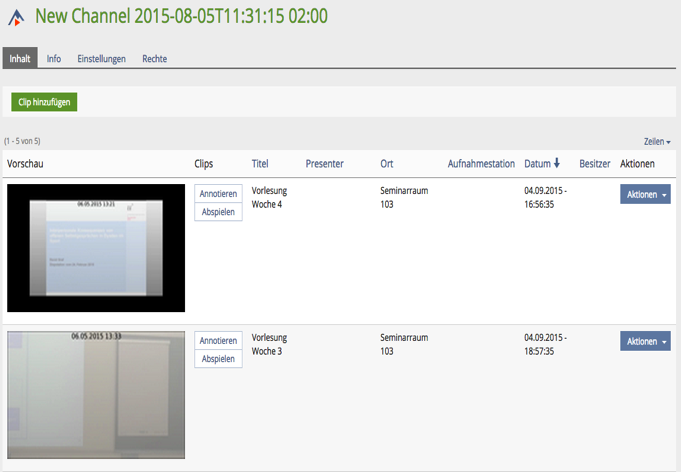 New Channel 2015-08-05T11:31:15 02:00
Inhalt Info Einstellungen Rechte
Clip hinzufügen
(1 - 5 von 5) Zeilen
Vorschau Clips Titel Presenter Ort Aufnahmestation Datum Besitzer Aktionen
06.05.2015 13:21
Annotieren Vorlesung Seminarraum 04.09.2015 - Aktionen
Abspielen Woche 4 103 16:56:35
06.05.2015 13:33
Annotieren Vorlesung Seminarraum 04.09.2015 - Aktionen
Abspielen Woche 3 103 18:57:35